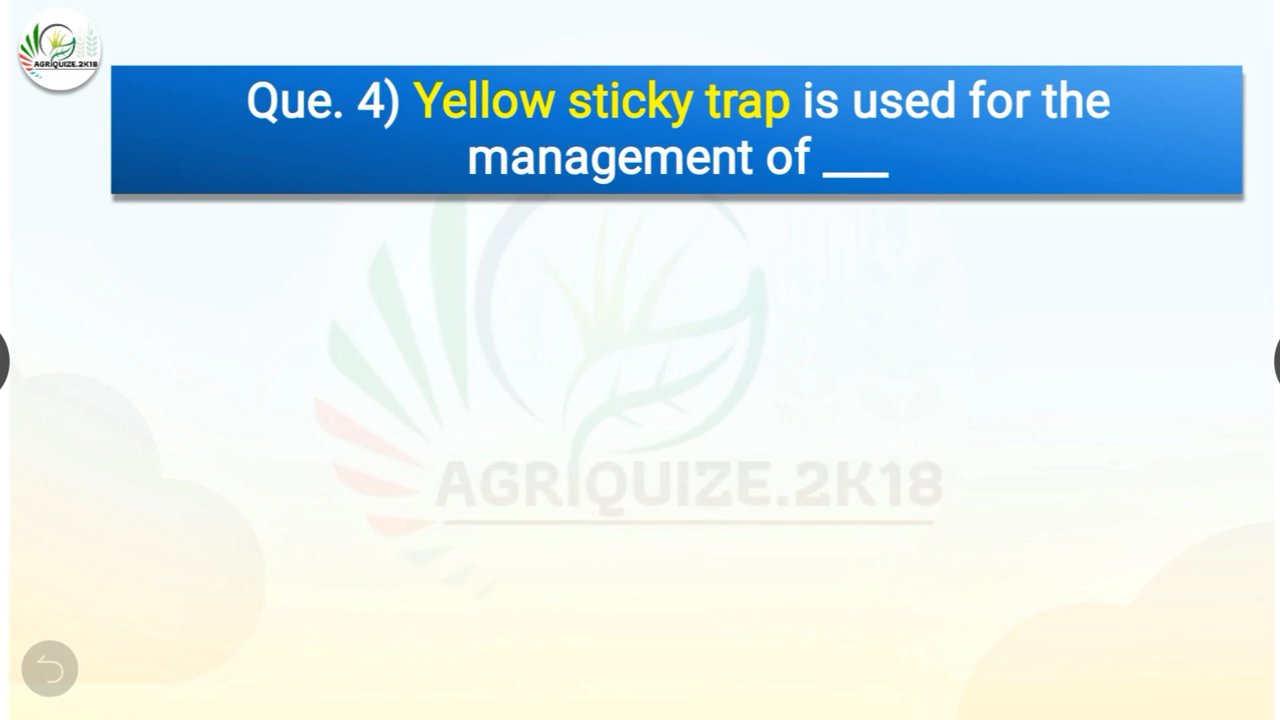 AGRIQUIZE.2K18
Que. 4) Yellow sticky trap is used for the
management of ___
AGRIQUIZE.2K18